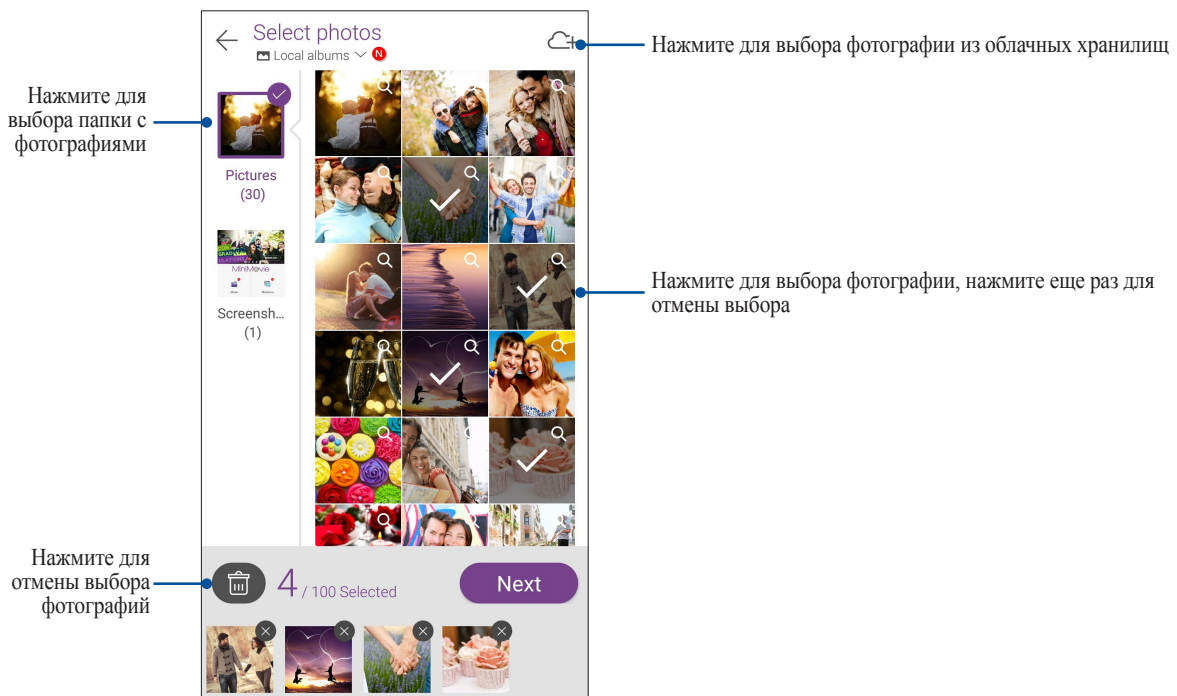 Select photos
Local albums
N
Нажмите для выбора фотографии из облачных хранилищ
Нажмите для
выбора папки с
фотографиями
Pictures
(30)
MiniMovie
Screensh...
(1)
Нажмите для выбора фотографии, нажмите еще раз для
отмены выбора
Нажмите для
отмены выбора
фотографий
4 / 100 Selected
Next